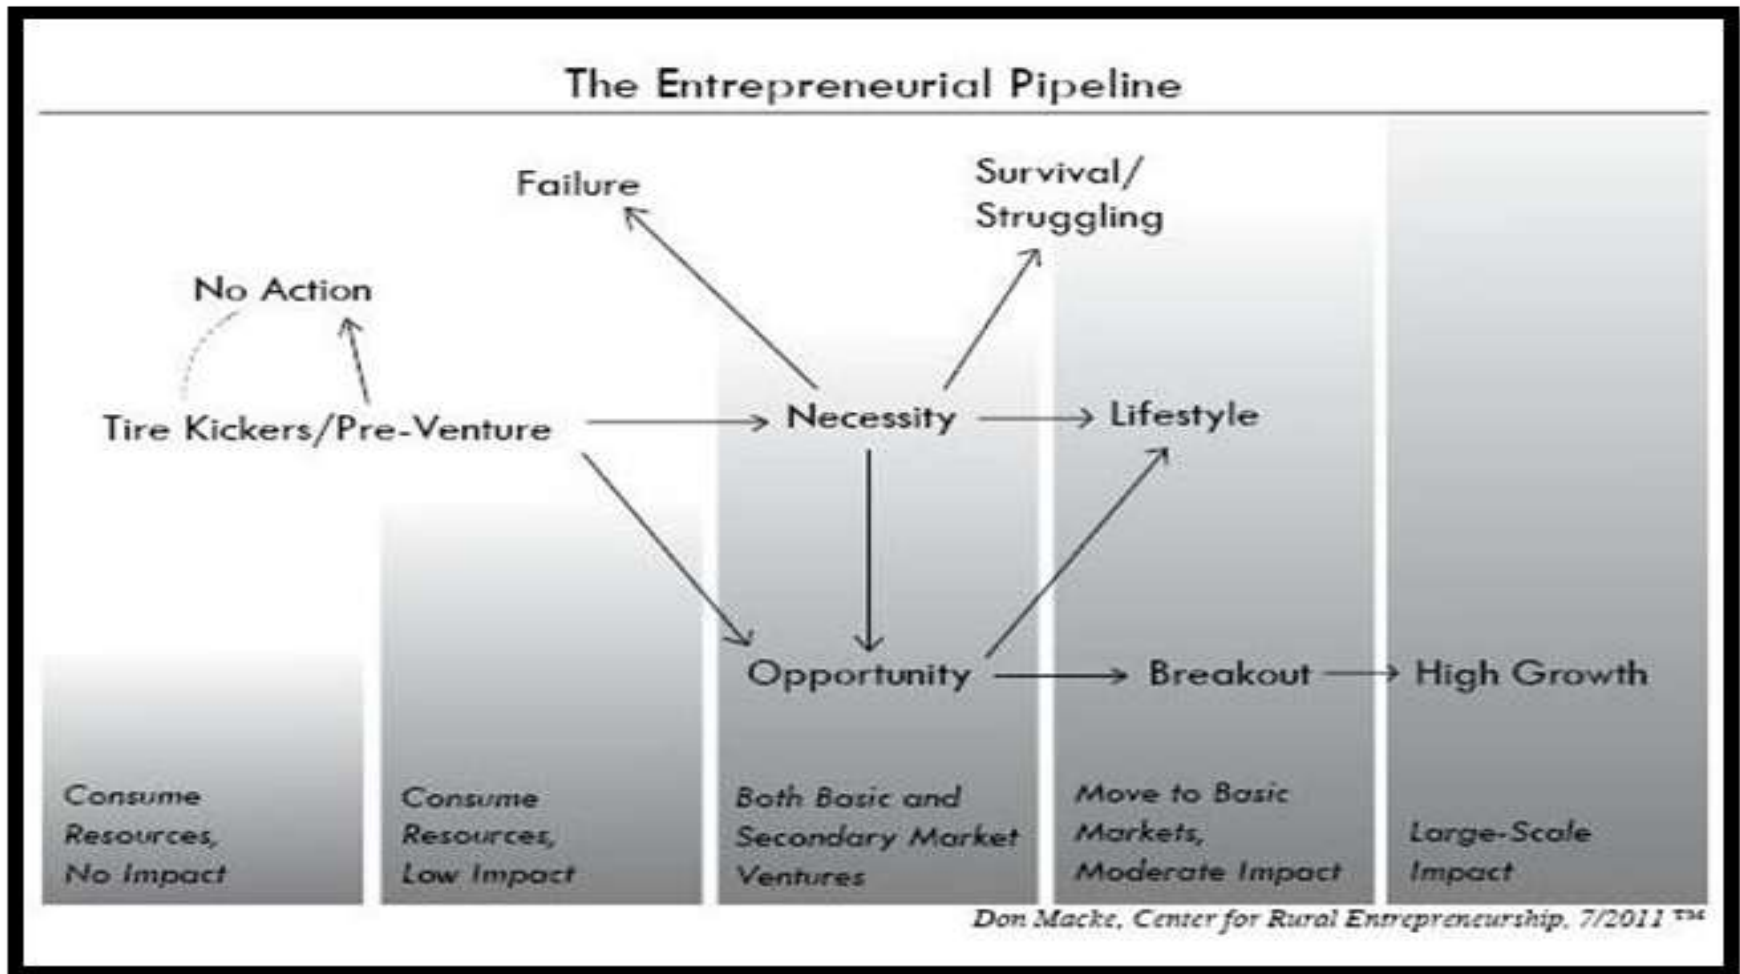 The Entrepreneurial Pipeline
Failure
Survival/
Struggling
No Action
Tire Kickers/Pre-Venture
Necessity
Lifestyle
Opportunity
Breakout
High Growth
Consume
Resources,
No Impact
Consume
Resources,
Low Impact
Both Basic and
Secondary Market
Ventures
Move to Basic
Markets,
Moderate Impact
Large-Scale
Impact
Don Macke, Center for Rural Entrepreneurship, 7/2011 ™